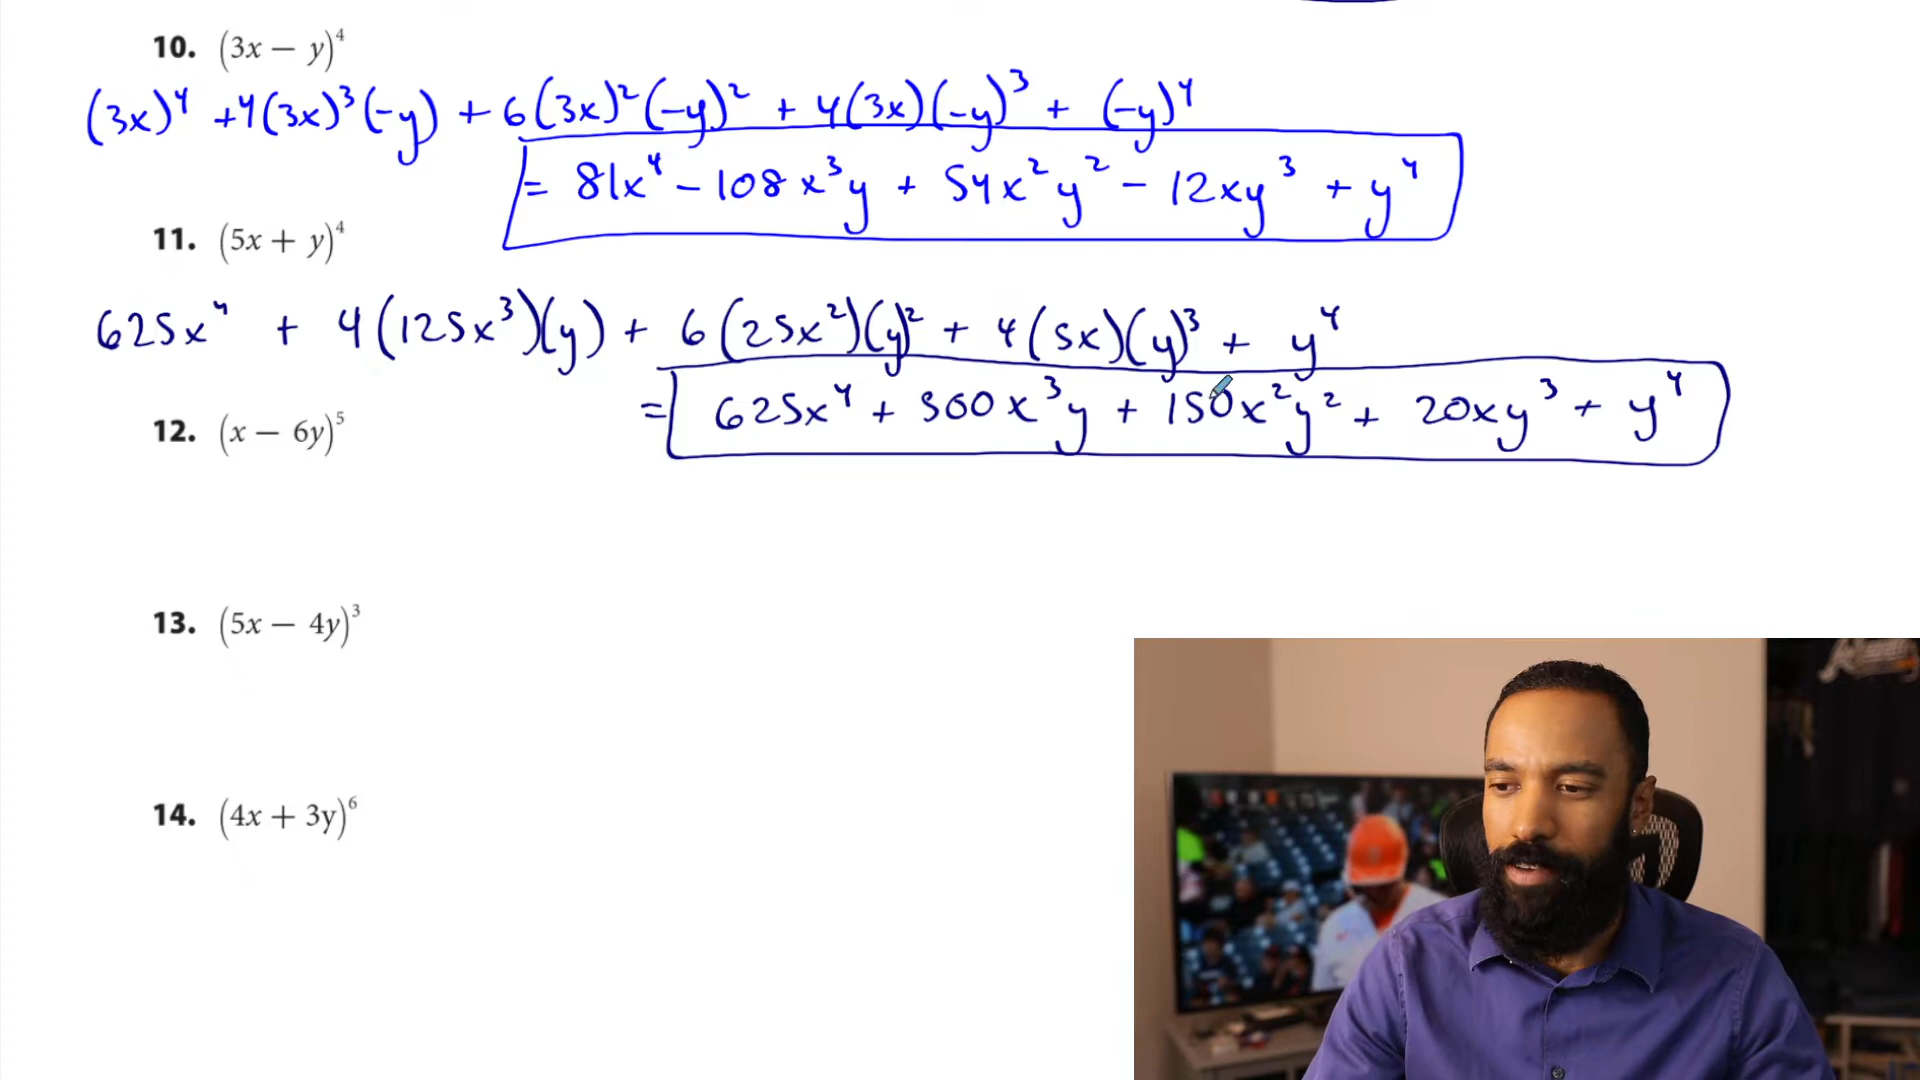 10. (3x − y)⁴
(3x)⁴ + 4(3x)³(−y) + 6(3x)²(−y)² + 4(3x)(−y)³ + (−y)⁴
= 81x⁴ − 108x³y + 54x²y² − 12xy³ + y⁴
11. (5x + y)⁴
625x⁴ + 4(125x³)(y) + 6(25x²)(y)² + 4(5x)(y)³ + y⁴
= 625x⁴ + 500x³y + 150x²y² + 20xy³ + y⁴
12. (x − 6y)⁵
13. (5x − 4y)³
14. (4x + 3y)⁶